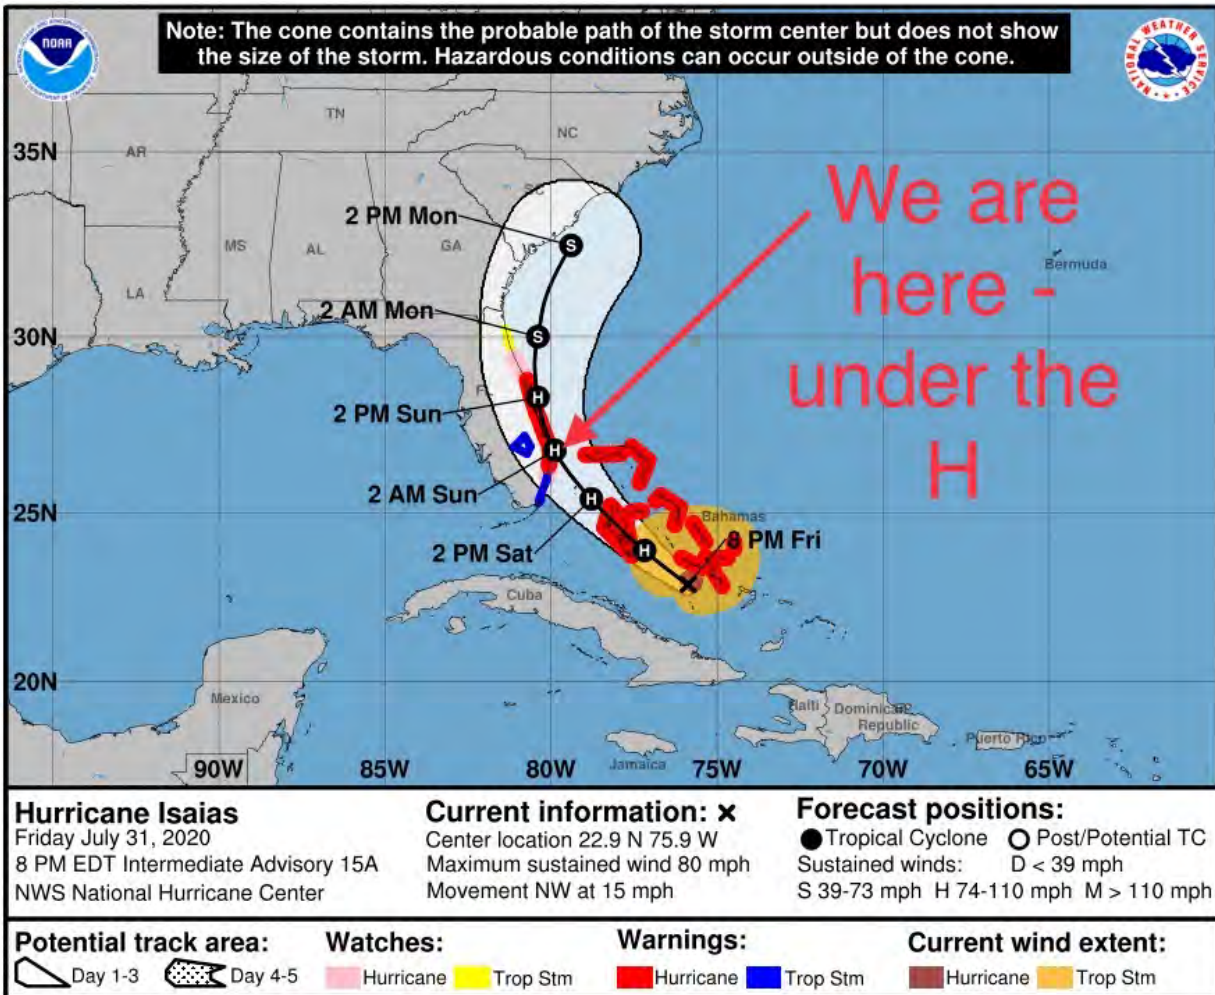 Note: The cone contains the probable path of the storm center but does not show
the size of the storm. Hazardous conditions can occur outside of the cone.
NOAA
NATIONAL WEATHER SERVICE
TN
NC
AR
35N
SC
We are
here -
under the
H
2 PM Mon
S
MS
AL
GA
Bermuda
LA
2 AM Mon
30N
S
FL
2 PM Sun
H
H
2 AM Sun
25N
H
Bahamas
8 PM Fri
2 PM Sat
H
Cuba
20N
Mexico
Haiti
Dominican
Republic
Puerto Rico
Jamaica
90W 85W 80W 75W 70W 65W
Hurricane Isaias
Friday July 31, 2020
8 PM EDT Intermediate Advisory 15A
NWS National Hurricane Center
Current information: x
Center location 22.9 N 75.9 W
Maximum sustained wind 80 mph
Movement NW at 15 mph
Forecast positions:
Tropical Cyclone Post/Potential TC
Sustained winds: D < 39 mph
S 39-73 mph H 74-110 mph M > 110 mph
Potential track area:
Day 1-3 Day 4-5
Watches:
Hurricane Trop Stm
Warnings:
Hurricane Trop Stm
Current wind extent:
Hurricane Trop Stm